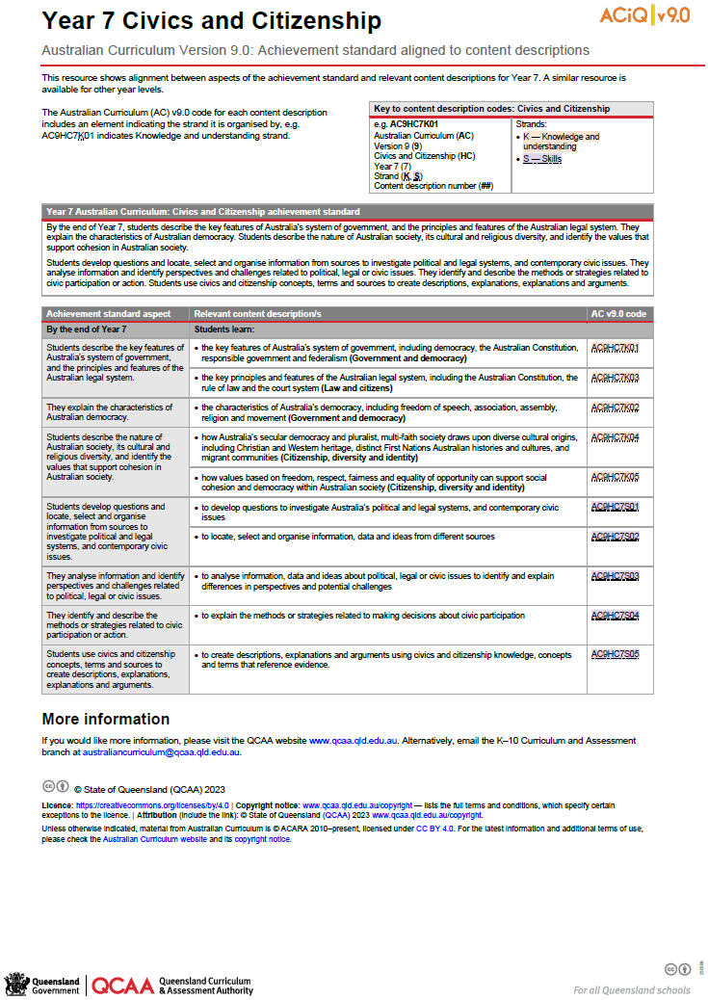 Year 7 Civics and Citizenship
ACiQ | v9.0
Australian Curriculum Version 9.0: Achievement standard aligned to content descriptions
This resource shows alignment between aspects of the achievement standard and relevant content descriptions for Year 7. A similar resource is
available for other year levels.
The Australian Curriculum (AC) v9.0 code for each content description
includes an element indicating the strand it is organised by, e.g.
AC9HC7K01 indicates Knowledge and understanding strand.
Key to content description codes: Civics and Citizenship
e.g. AC9HC7K01
Australian Curriculum (AC)
Version 9 (9)
Civics and Citizenship (HC)
Year 7 (7)
Strand (K, S)
Content description number (##)
Strands:
• K — Knowledge and
understanding
• S — Skills
Year 7 Australian Curriculum: Civics and Citizenship achievement standard
By the end of Year 7, students describe the key features of Australia's system of government, and the principles and features of the Australian legal system. They
explain the characteristics of Australian democracy. Students describe the nature of Australian society, its cultural and religious diversity, and identify the values that
support cohesion in Australian society.
Students develop questions and locate, select and organise information from sources to investigate political and legal systems, and contemporary civic issues. They
analyse information and identify perspectives and challenges related to political, legal or civic issues. They identify and describe the methods or strategies related to
civic participation or action. Students use civics and citizenship concepts, terms and sources to create descriptions, explanations, explanations and arguments.
Achievement standard aspect
Relevant content description/s
AC v9.0 code
By the end of Year 7
Students learn:
Students describe the key features of
Australia's system of government,
and the principles and features of the
Australian legal system.
• the key features of Australia's system of government, including democracy, the Australian Constitution,
responsible government and federalism (Government and democracy)
AC9HC7K01
• the key principles and features of the Australian legal system, including the Australian Constitution, the
rule of law and the court system (Law and citizens)
AC9HC7K03
They explain the characteristics of
Australian democracy.
• the characteristics of Australia's democracy, including freedom of speech, association, assembly,
religion and movement (Government and democracy)
AC9HC7K02
Students describe the nature of
Australian society, its cultural and
religious diversity, and identify the
values that support cohesion in
Australian society.
• how Australia's secular democracy and pluralist, multi-faith society draws upon diverse cultural origins,
including Christian and Western heritage, distinct First Nations Australian histories and cultures, and
migrant communities (Citizenship, diversity and identity)
AC9HC7K04
• how values based on freedom, respect, fairness and equality of opportunity can support social
cohesion and democracy within Australian society (Citizenship, diversity and identity)
AC9HC7K05
Students develop questions and
locate, select and organise
information from sources to
investigate political and legal
systems, and contemporary civic
issues.
• to develop questions to investigate Australia's political and legal systems, and contemporary civic
issues
AC9HC7S01
• to locate, select and organise information, data and ideas from different sources
AC9HC7S02
They analyse information and identify
perspectives and challenges related
to political, legal or civic issues.
• to analyse information, data and ideas about political, legal or civic issues to identify and explain
differences in perspectives and potential challenges
AC9HC7S03
They identify and describe the
methods or strategies related to civic
participation or action.
• to explain the methods or strategies related to making decisions about civic participation
AC9HC7S04
Students use civics and citizenship
concepts, terms and sources to
create descriptions, explanations,
explanations and arguments.
• to create descriptions, explanations and arguments using civics and citizenship knowledge, concepts
and terms that reference evidence.
AC9HC7S05
More information
If you would like more information, please visit the QCAA website www.qcaa.qld.edu.au. Alternatively, email the K–10 Curriculum and Assessment
branch at australiancurriculum@qcaa.qld.edu.au.
© State of Queensland (QCAA) 2023
Licence: https://creativecommons.org/licenses/by/4.0 | Copyright notice: www.qcaa.qld.edu.au/copyright — lists the full terms and conditions, which specify certain
exceptions to the licence. | Attribution (include the link): © State of Queensland (QCAA) 2023 www.qcaa.qld.edu.au/copyright.
Unless otherwise indicated, material from Australian Curriculum is © ACARA 2010–present, licensed under CC BY 4.0. For the latest information and additional terms of use,
please check the Australian Curriculum website and its copyright notice.
Queensland
Government
QCAA
Queensland Curriculum
& Assessment Authority
For all Queensland schools